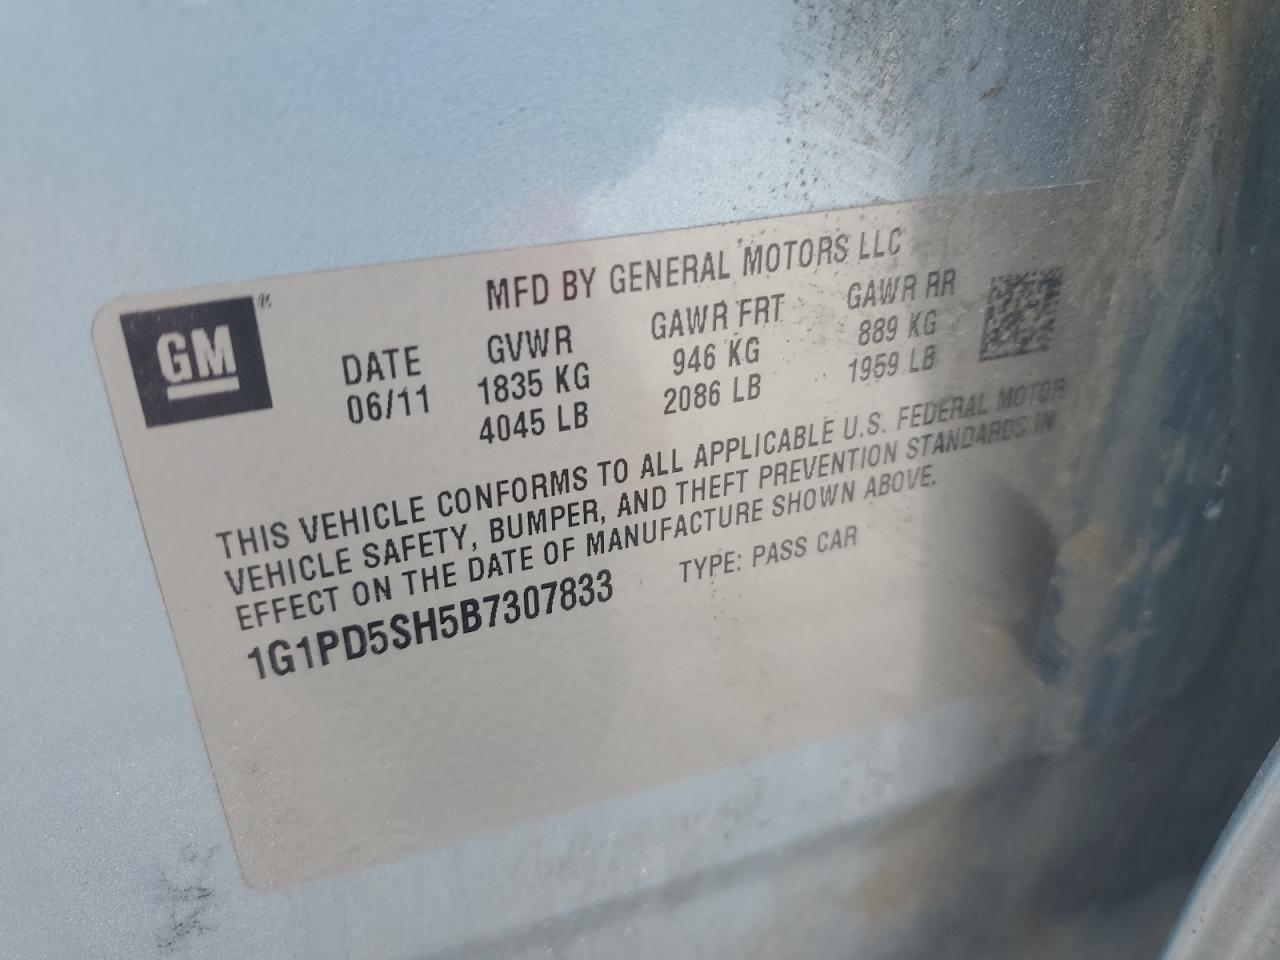 MFD BY GENERAL MOTORS LLC
GM
DATE GVWR GAWR FRT GAWR RR
06/11 1835 KG 946 KG 889 KG
4045 LB 2086 LB 1959 LB
THIS VEHICLE CONFORMS TO ALL APPLICABLE U.S. FEDERAL MOTOR
VEHICLE SAFETY, BUMPER, AND THEFT PREVENTION STANDARDS IN
EFFECT ON THE DATE OF MANUFACTURE SHOWN ABOVE.
1G1PD5SH5B7307833 TYPE: PASS CAR